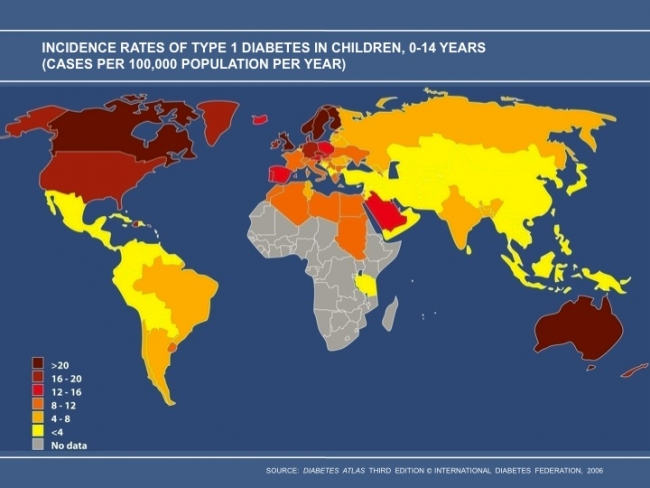 INCIDENCE RATES OF TYPE 1 DIABETES IN CHILDREN, 0-14 YEARS
(CASES PER 100,000 POPULATION PER YEAR)
>20
16 - 20
12 - 16
8 - 12
4 - 8
<4
No data
SOURCE: DIABETES ATLAS THIRD EDITION © INTERNATIONAL DIABETES FEDERATION, 2006